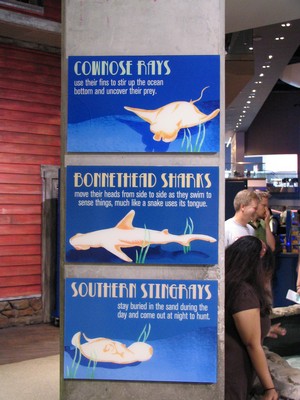 COWNOSE RAYS
use their fins to stir up the ocean
bottom and uncover their prey.
BONNETHEAD SHARKS
move their heads from side to side as they swim to
sense things, much like a snake uses its tongue.
SOUTHERN STINGRAYS
stay buried in the sand during the
day and come out at night to hunt.